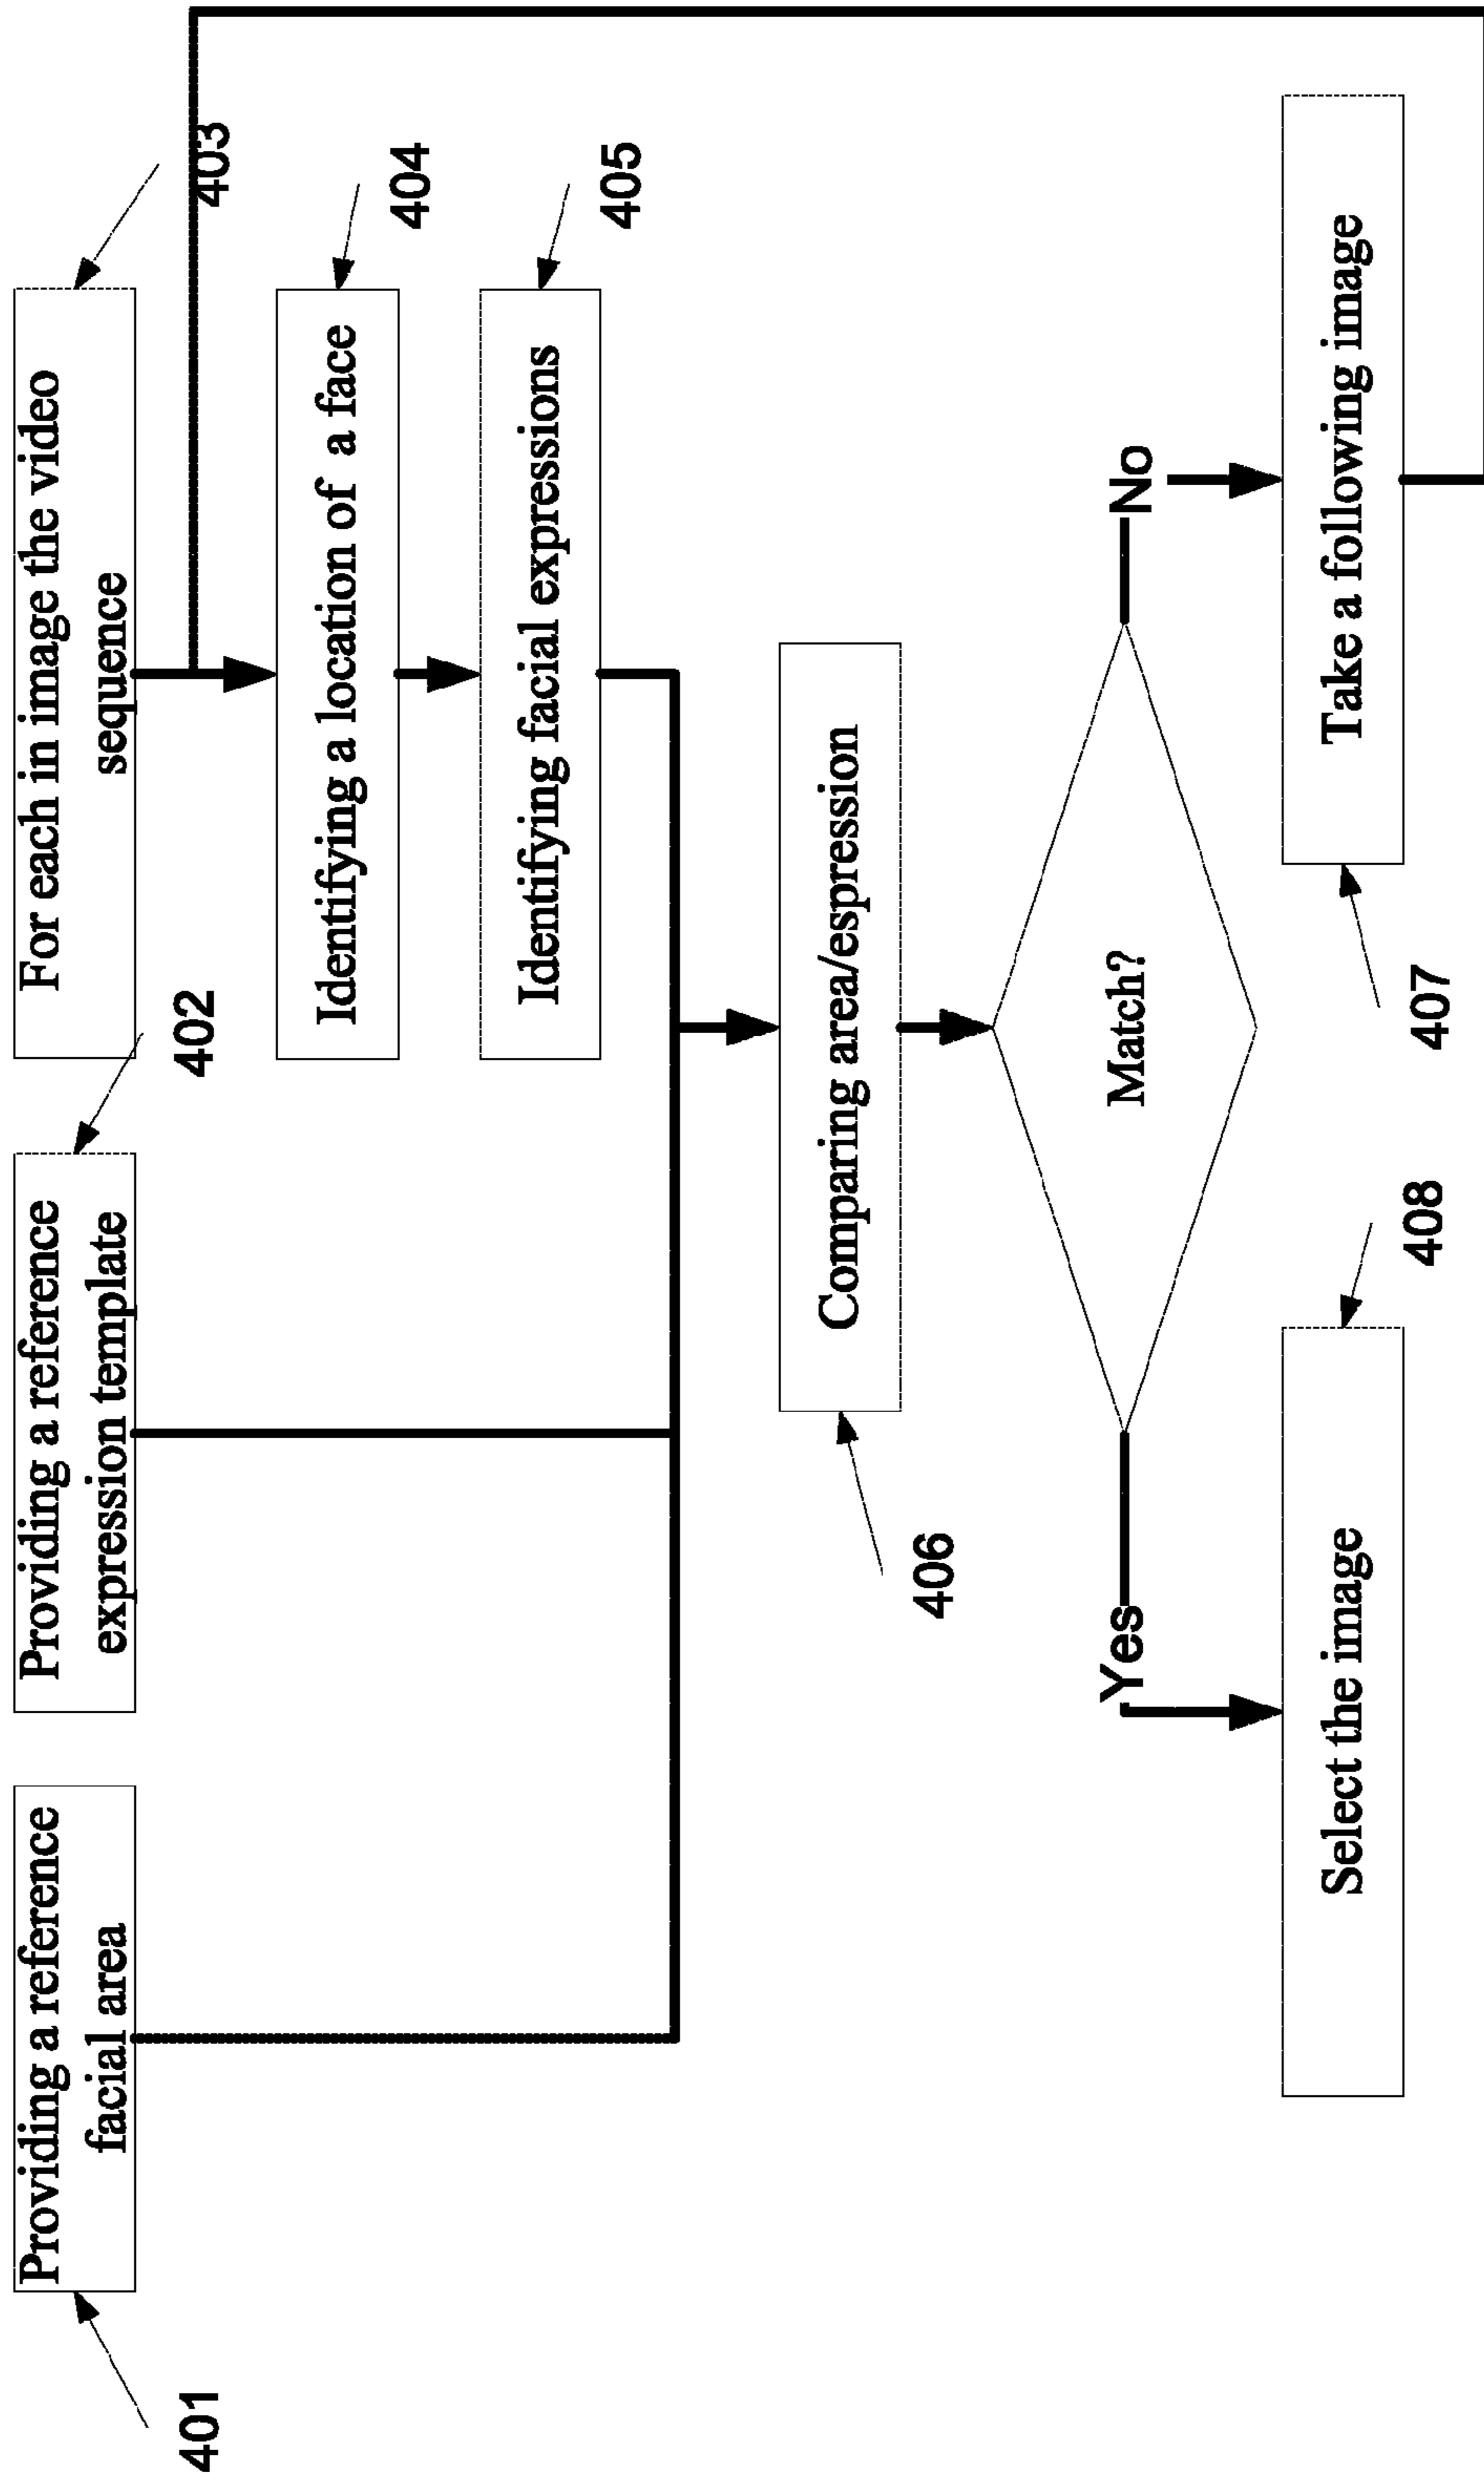 401
Providing a reference
facial area
Providing a reference
expression template
402
For each in image the video
sequence
403
Identifying a location of a face
404
Identifying facial expressions
405
Comparing area/espression
406
Match?
Yes
No
Select the image
408
Take a following image
407